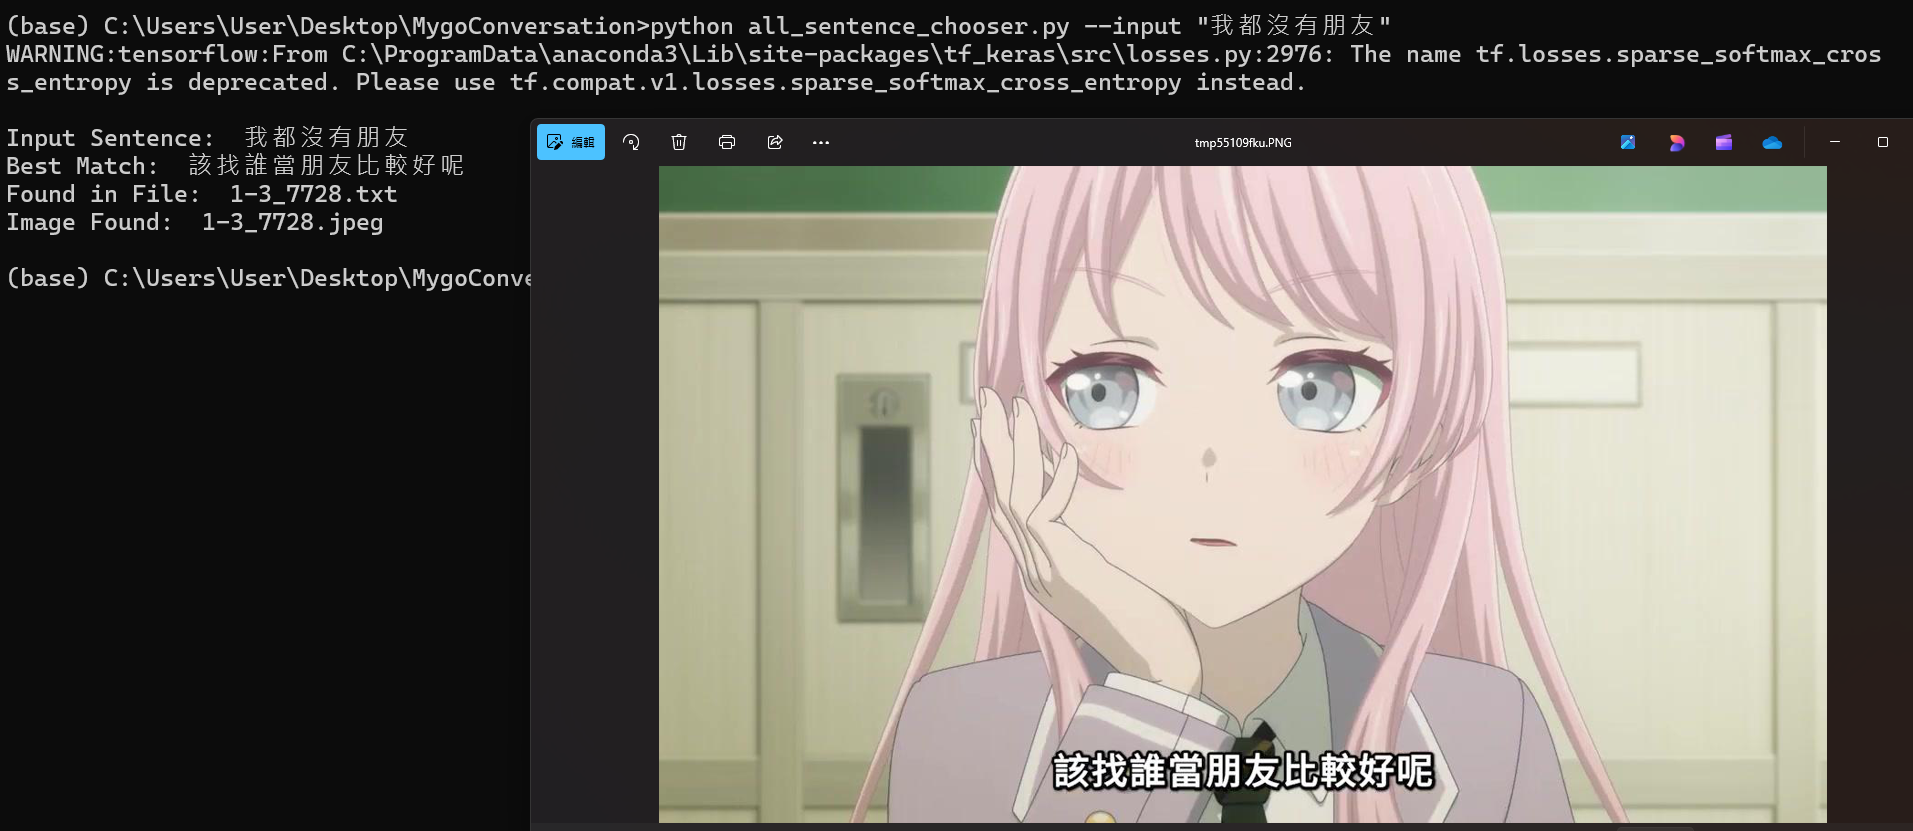 (base) C:\Users\User\Desktop\MygoConversation>python all_sentence_chooser.py --input "我都沒有朋友"
WARNING:tensorflow:From C:\ProgramData\anaconda3\Lib\site-packages\tf_keras\src\losses.py:2976: The name tf.losses.sparse_softmax_cros
s_entropy is deprecated. Please use tf.compat.v1.losses.sparse_softmax_cross_entropy instead.
Input Sentence:  我都沒有朋友
Best Match:  該找誰當朋友比較好呢
Found in File:  1-3_7728.txt
Image Found:  1-3_7728.jpeg
(base) C:\Users\User\Desktop\MygoConve
編輯
tmp55109fku.PNG
該找誰當朋友比較好呢